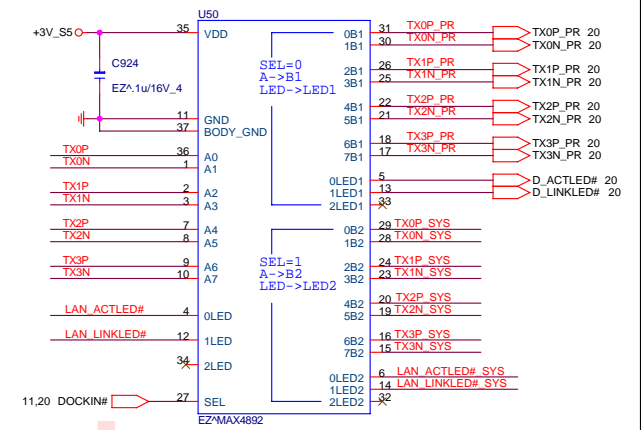 U50
+3V_S5
35
VDD
0B1
31
TX0P_PR
TX0P_PR 20
1B1
30
TX0N_PR
TX0N_PR 20
C924
EZ^.1u/16V_4
SEL=0
A->B1
LED->LED1
2B1
26
TX1P_PR
TX1P_PR 20
3B1
25
TX1N_PR
TX1N_PR 20
4B1
22
TX2P_PR
TX2P_PR 20
5B1
21
TX2N_PR
TX2N_PR 20
11
GND
37
BODY_GND
6B1
18
TX3P_PR
TX3P_PR 20
7B1
17
TX3N_PR
TX3N_PR 20
TX0P
36
A0
TX0N
1
A1
0LED1
5
D_ACTLED# 20
1LED1
13
D_LINKLED# 20
2LED1
33
TX1P
2
A2
TX1N
3
A3
TX2P
7
A4
TX2N
8
A5
0B2
29
TX0P_SYS
1B2
28
TX0N_SYS
TX3P
9
A6
TX3N
10
A7
SEL=1
A->B2
LED->LED2
2B2
24
TX1P_SYS
3B2
23
TX1N_SYS
LAN_ACTLED#
4
0LED
4B2
20
TX2P_SYS
5B2
19
TX2N_SYS
LAN_LINKLED#
12
1LED
6B2
16
TX3P_SYS
7B2
15
TX3N_SYS
34
2LED
0LED2
6
LAN_ACTLED#_SYS
1LED2
14
LAN_LINKLED#_SYS
2LED2
32
11,20 DOCKIN#
27
SEL
EZ^MAX4892